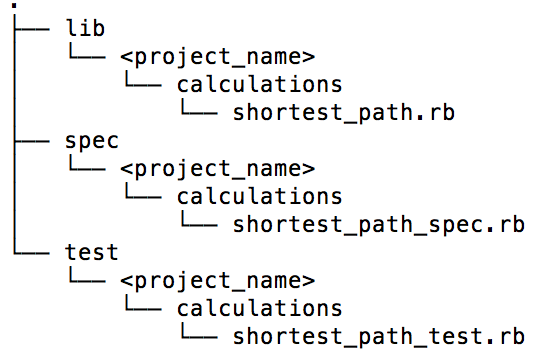 .
├── lib
│   └── <project_name>
│       └── calculations
│           └── shortest_path.rb
├── spec
│   └── <project_name>
│       └── calculations
│           └── shortest_path_spec.rb
└── test
    └── <project_name>
        └── calculations
            └── shortest_path_test.rb